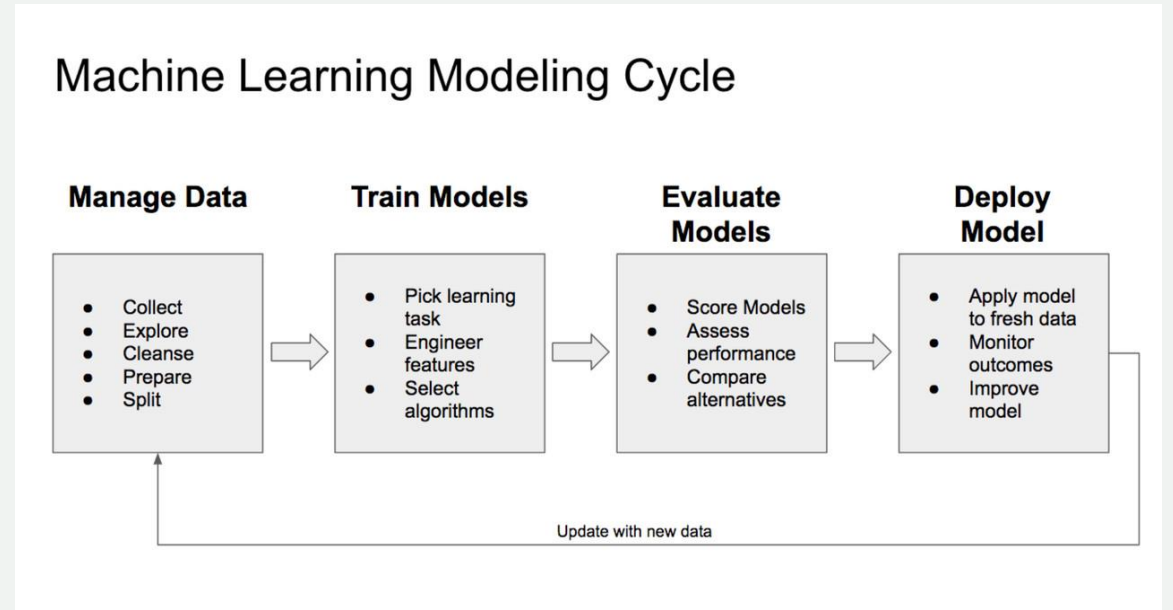 Machine Learning Modeling Cycle
Manage Data
● Collect
● Explore
● Cleanse
● Prepare
● Split
Train Models
● Pick learning
task
● Engineer
features
● Select
algorithms
Evaluate
Models
● Score Models
● Assess
performance
● Compare
alternatives
Deploy
Model
● Apply model
to fresh data
● Monitor
outcomes
● Improve
model
Update with new data